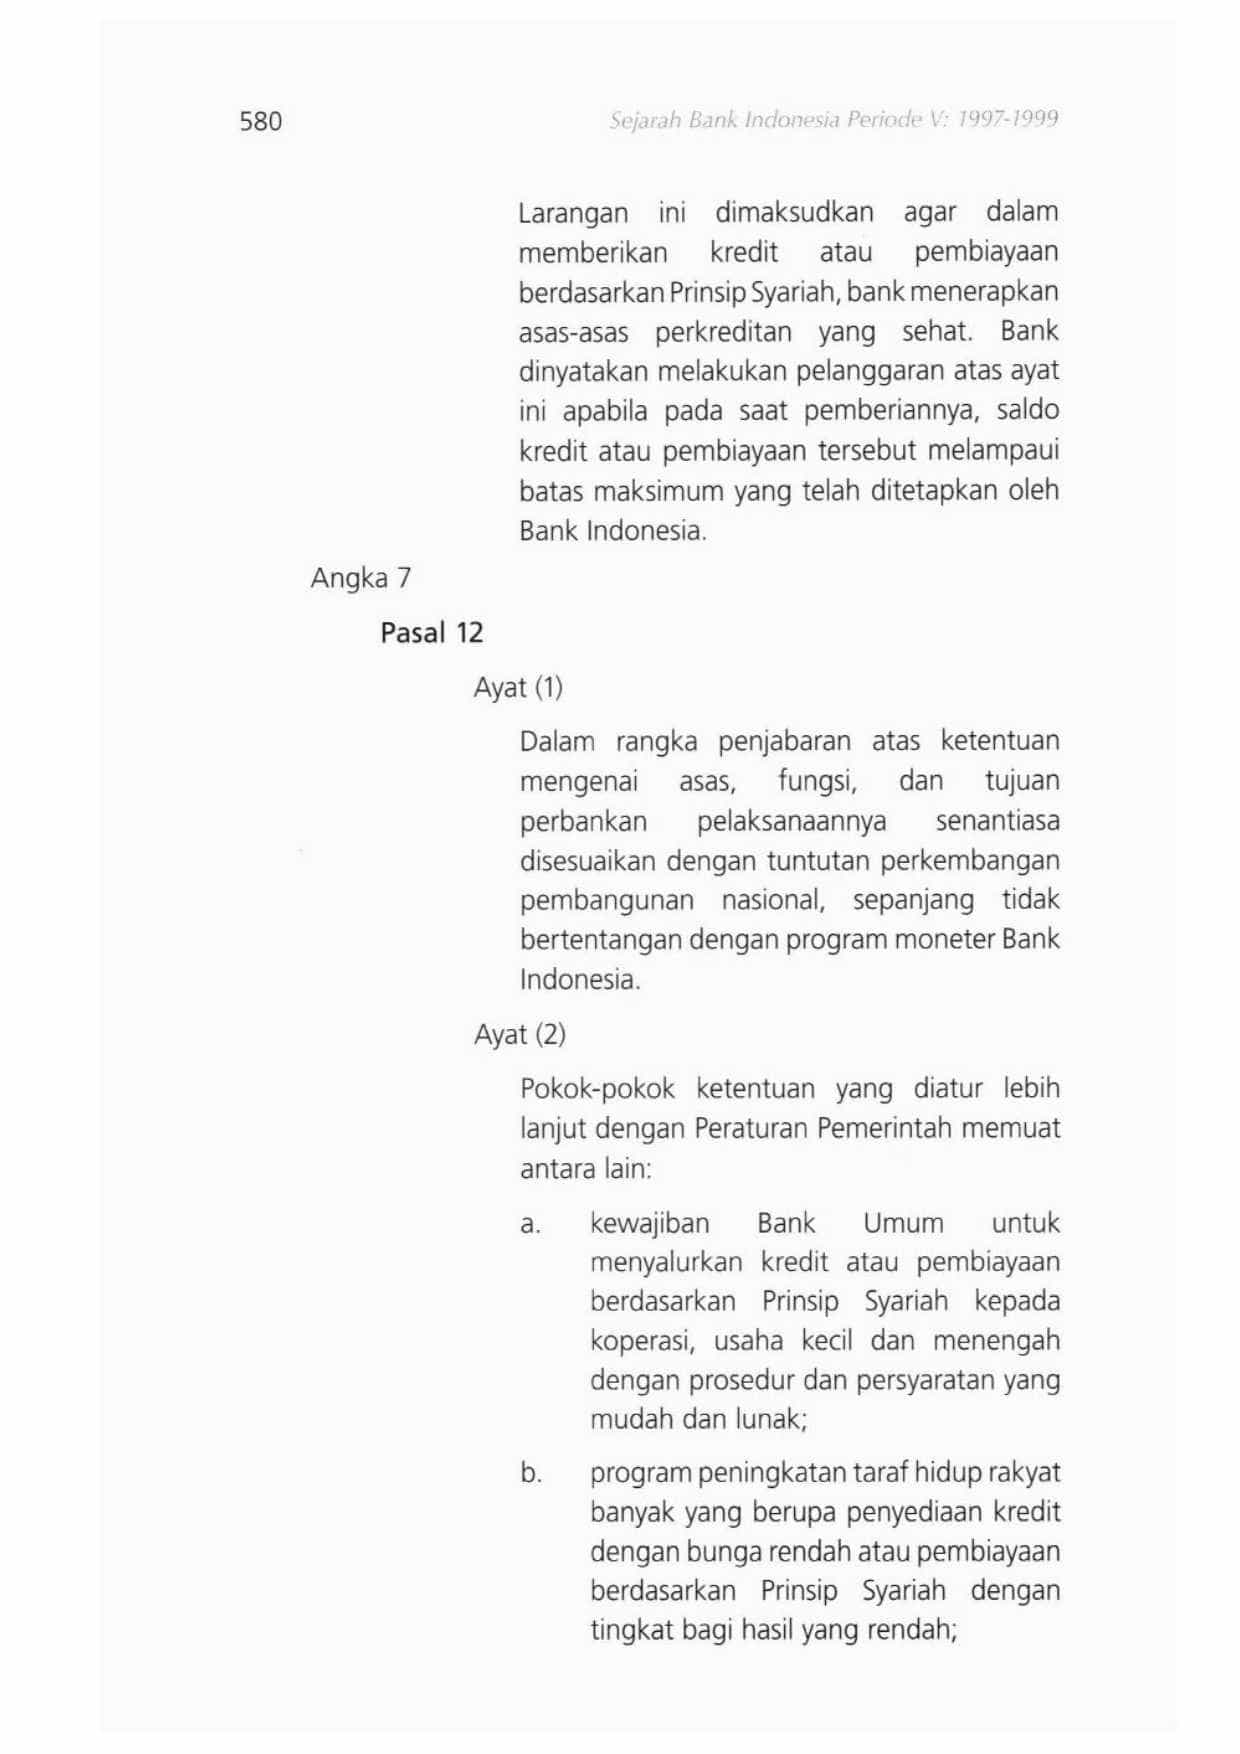 580
Sejarah Bank Indonesia Periode V: 1997-1999
Larangan ini dimaksudkan agar dalam
memberikan kredit atau pembiayaan
berdasarkan Prinsip Syariah, bank menerapkan
asas-asas perkreditan yang sehat. Bank
dinyatakan melakukan pelanggaran atas ayat
ini apabila pada saat pemberiannya, saldo
kredit atau pembiayaan tersebut melampaui
batas maksimum yang telah ditetapkan oleh
Bank Indonesia.
Angka 7
Pasal 12
Ayat (1)
Dalam rangka penjabaran atas ketentuan
mengenai asas, fungsi, dan tujuan
perbankan pelaksanaannya senantiasa
disesuaikan dengan tuntutan perkembangan
pembangunan nasional, sepanjang tidak
bertentangan dengan program moneter Bank
Indonesia.
Ayat (2)
Pokok-pokok ketentuan yang diatur lebih
lanjut dengan Peraturan Pemerintah memuat
antara lain:
a. kewajiban Bank Umum untuk
menyalurkan kredit atau pembiayaan
berdasarkan Prinsip Syariah kepada
koperasi, usaha kecil dan menengah
dengan prosedur dan persyaratan yang
mudah dan lunak;
b. program peningkatan taraf hidup rakyat
banyak yang berupa penyediaan kredit
dengan bunga rendah atau pembiayaan
berdasarkan Prinsip Syariah dengan
tingkat bagi hasil yang rendah;